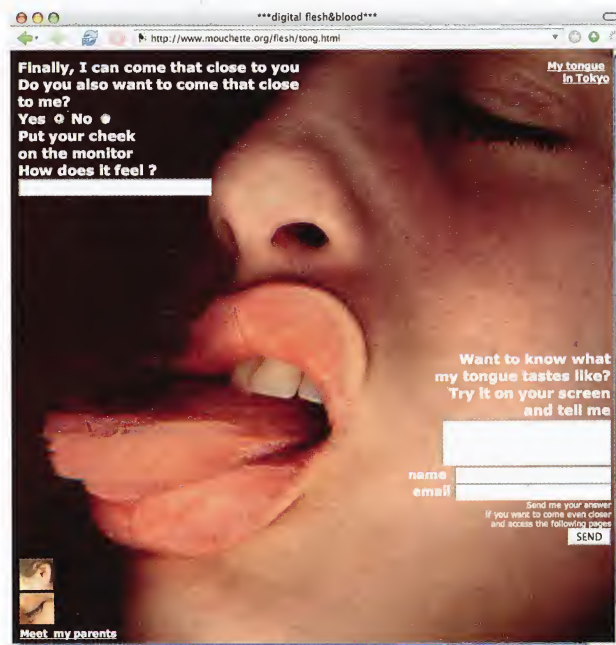 ***digital flesh&blood***
http://www.mouchette.org/flesh/tong.html
Finally, I can come that close to you
Do you also want to come that close
to me?
Yes No
Put your cheek
on the monitor
How does it feel ?
My tongue
in Tokyo
Want to know what
my tongue tastes like?
Try it on your screen
and tell me
name
email
Send me your answer
if you want to come even closer
and access the following pages
SEND
Meet my parents